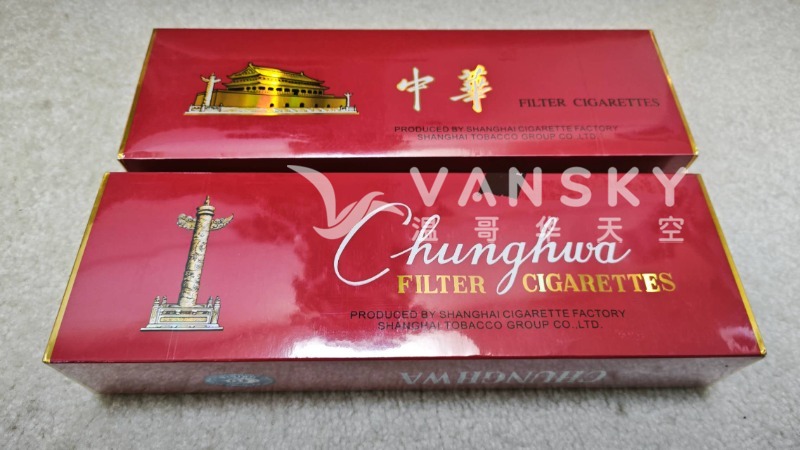 中華
FILTER CIGARETTES
PRODUCED BY SHANGHAI CIGARETTE FACTORY
SHANGHAI TOBACCO GROUP CO.,LTD.
VANSKY
温哥华天空
Chunghwa
FILTER CIGARETTES
PRODUCED BY SHANGHAI CIGARETTE FACTORY
SHANGHAI TOBACCO GROUP CO.,LTD.
CHUNGHWA